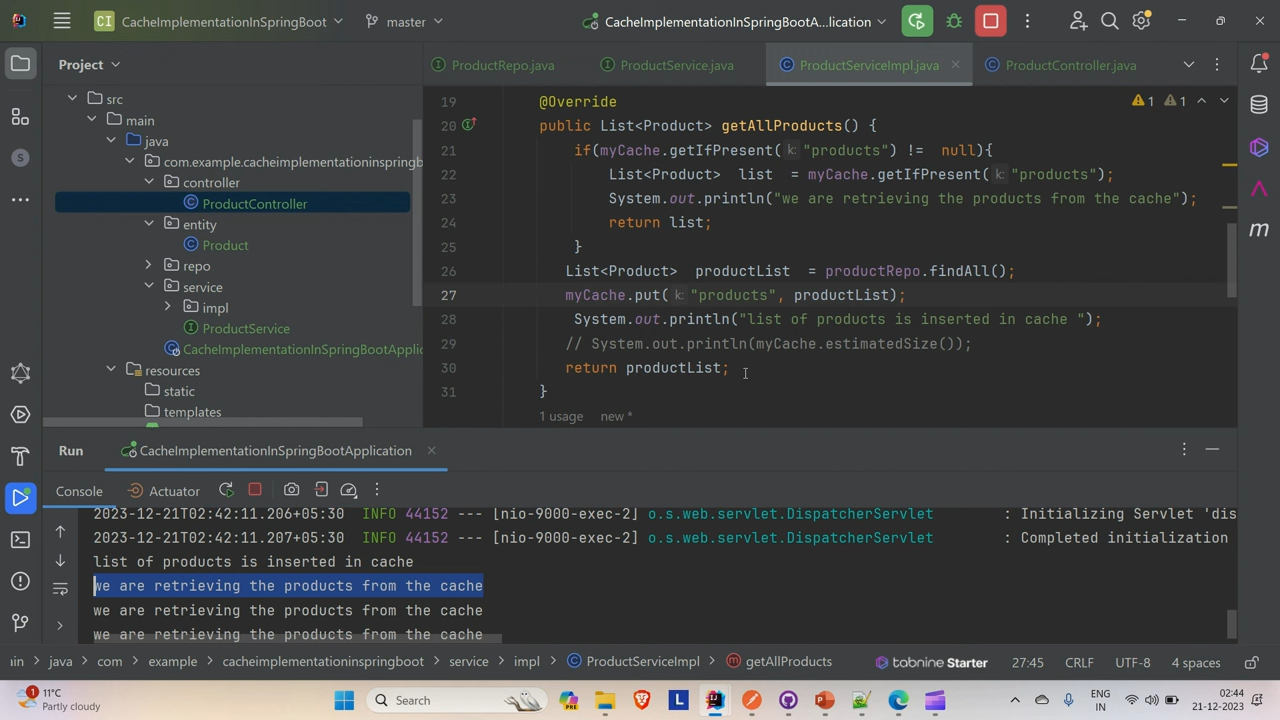 CI CacheImplementationInSpringBoot master CacheImplementationInSpringBootA...lication
Project
ProductRepo.java ProductService.java ProductServiceImpl.java ProductController.java
src
main
java
com.example.cacheimplementationinspringb
controller
ProductController
entity
Product
repo
service
impl
ProductService
CacheImplementationInSpringBootApplic
resources
static
templates
19 @Override
1 1
20 public List<Product> getAllProducts() {
21 if(myCache.getIfPresent( k: "products") != null){
22 List<Product> list = myCache.getIfPresent( k: "products");
23 System.out.println("we are retrieving the products from the cache");
24 return list;
25 }
26 List<Product> productList = productRepo.findAll();
27 myCache.put( k: "products", productList);
28 System.out.println("list of products is inserted in cache ");
29 // System.out.println(myCache.estimatedSize());
30 return productList;
31 }
1 usage new *
Run CacheImplementationInSpringBootApplication
Console Actuator
2023-12-21T02:42:11.206+05:30 INFO 44152 --- [nio-9000-exec-2] o.s.web.servlet.DispatcherServlet : Initializing Servlet 'dis
2023-12-21T02:42:11.207+05:30 INFO 44152 --- [nio-9000-exec-2] o.s.web.servlet.DispatcherServlet : Completed initialization
list of products is inserted in cache
we are retrieving the products from the cache
we are retrieving the products from the cache
we are retrieving the products from the cache
ain java com example cacheimplementationinspringboot service impl ProductServiceImpl getAllProducts tabnine Starter 27:45 CRLF UTF-8 4 spaces
1 11°C
Partly cloudy
Search
PRE
L
ENG
IN
02:44
21-12-2023